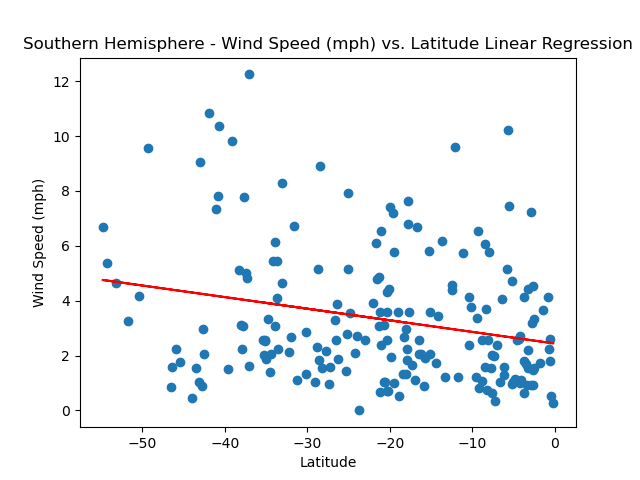 Southern Hemisphere - Wind Speed (mph) vs. Latitude Linear Regression
12
10
8
6
4
2
0
Wind Speed (mph)
−50 −40 −30 −20 −10 0
Latitude